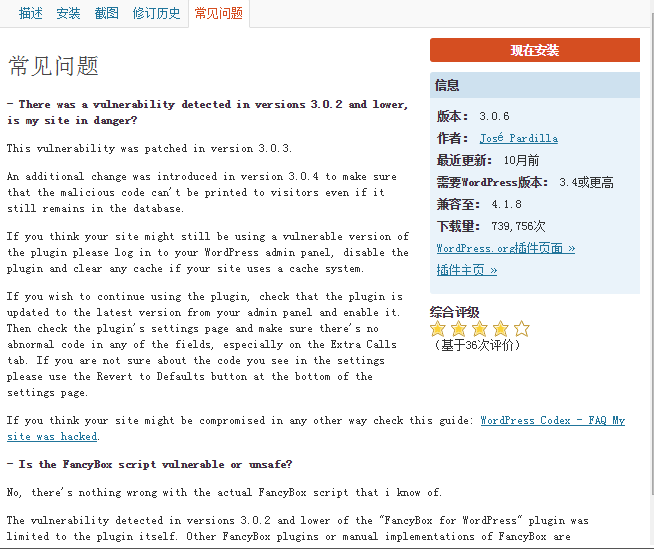 描述 安装 截图 修订历史 常见问题
现在安装
常见问题
- There was a vulnerability detected in versions 3.0.2 and lower,
is my site in danger?
This vulnerability was patched in version 3.0.3.
An additional change was introduced in version 3.0.4 to make sure
that the malicious code can't be printed to visitors even if it
still remains in the database.
If you think your site might still be using a vulnerable version of
the plugin please log in to your WordPress admin panel, disable the
plugin and clear any cache if your site uses a cache system.
If you wish to continue using the plugin, check that the plugin is
updated to the latest version from your admin panel and enable it.
Then check the plugin's settings page and make sure there's no
abnormal code in any of the fields, especially on the Extra Calls
tab. If you are not sure about the code you see in the settings
please use the Revert to Defaults button at the bottom of the
settings page.
信息
版本： 3.0.6
作者： José Pardilla
最近更新： 10月前
需要WordPress版本： 3.4或更高
兼容至： 4.1.8
下载量： 739,756次
WordPress.org插件页面 »
插件主页 »
综合评级
（基于36次评价）
If you think your site might be compromised in any other way check this guide: WordPress Codex - FAQ My
site was hacked.
- Is the FancyBox script vulnerable or unsafe?
No, there's nothing wrong with the actual FancyBox script that i know of.
The vulnerability detected in versions 3.0.2 and lower of the "FancyBox for WordPress" plugin was
limited to the plugin itself. Other FancyBox plugins or manual implementations of FancyBox are